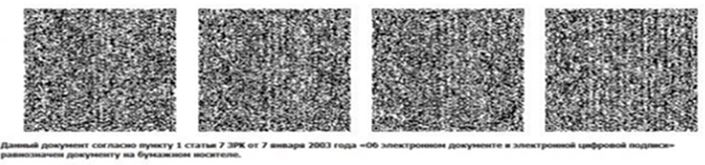 Данный документ согласно пункту 1 статьи 7 ЗРК от 7 января 2003 года «Об электронном документе и электронной цифровой подписи»
равнозначен документу на бумажном носителе.